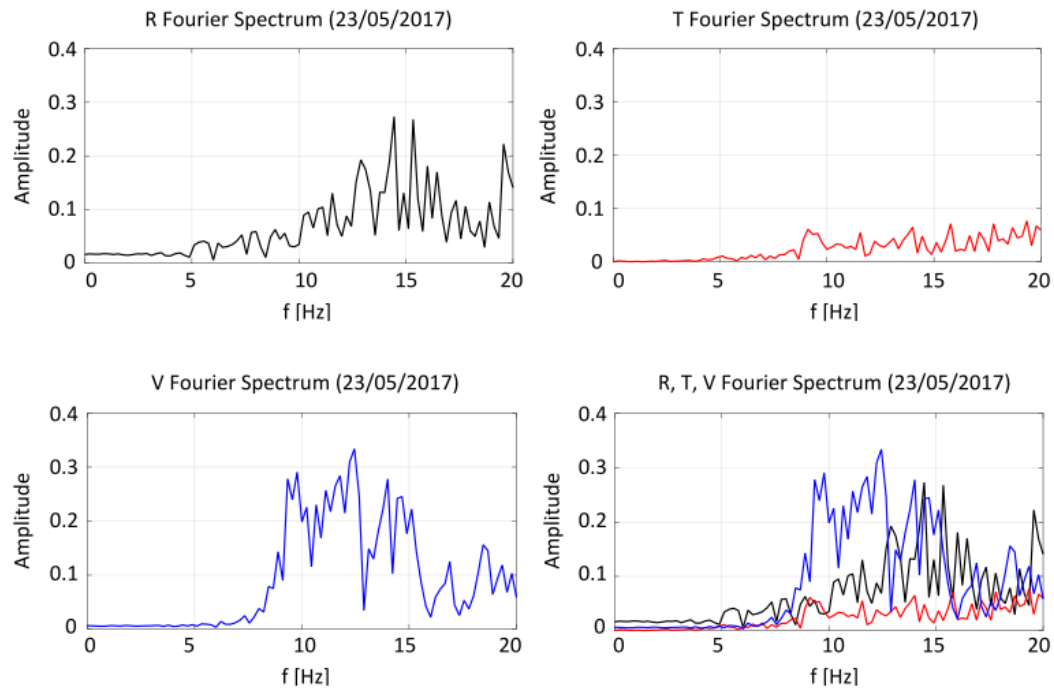 R Fourier Spectrum (23/05/2017)
0.4
0.3
0.2
0.1
0
Amplitude
0 5 10 15 20
f [Hz]
T Fourier Spectrum (23/05/2017)
0.4
0.3
0.2
0.1
0
Amplitude
0 5 10 15 20
f [Hz]
V Fourier Spectrum (23/05/2017)
0.4
0.3
0.2
0.1
0
Amplitude
0 5 10 15 20
f [Hz]
R, T, V Fourier Spectrum (23/05/2017)
0.4
0.3
0.2
0.1
0
Amplitude
0 5 10 15 20
f [Hz]